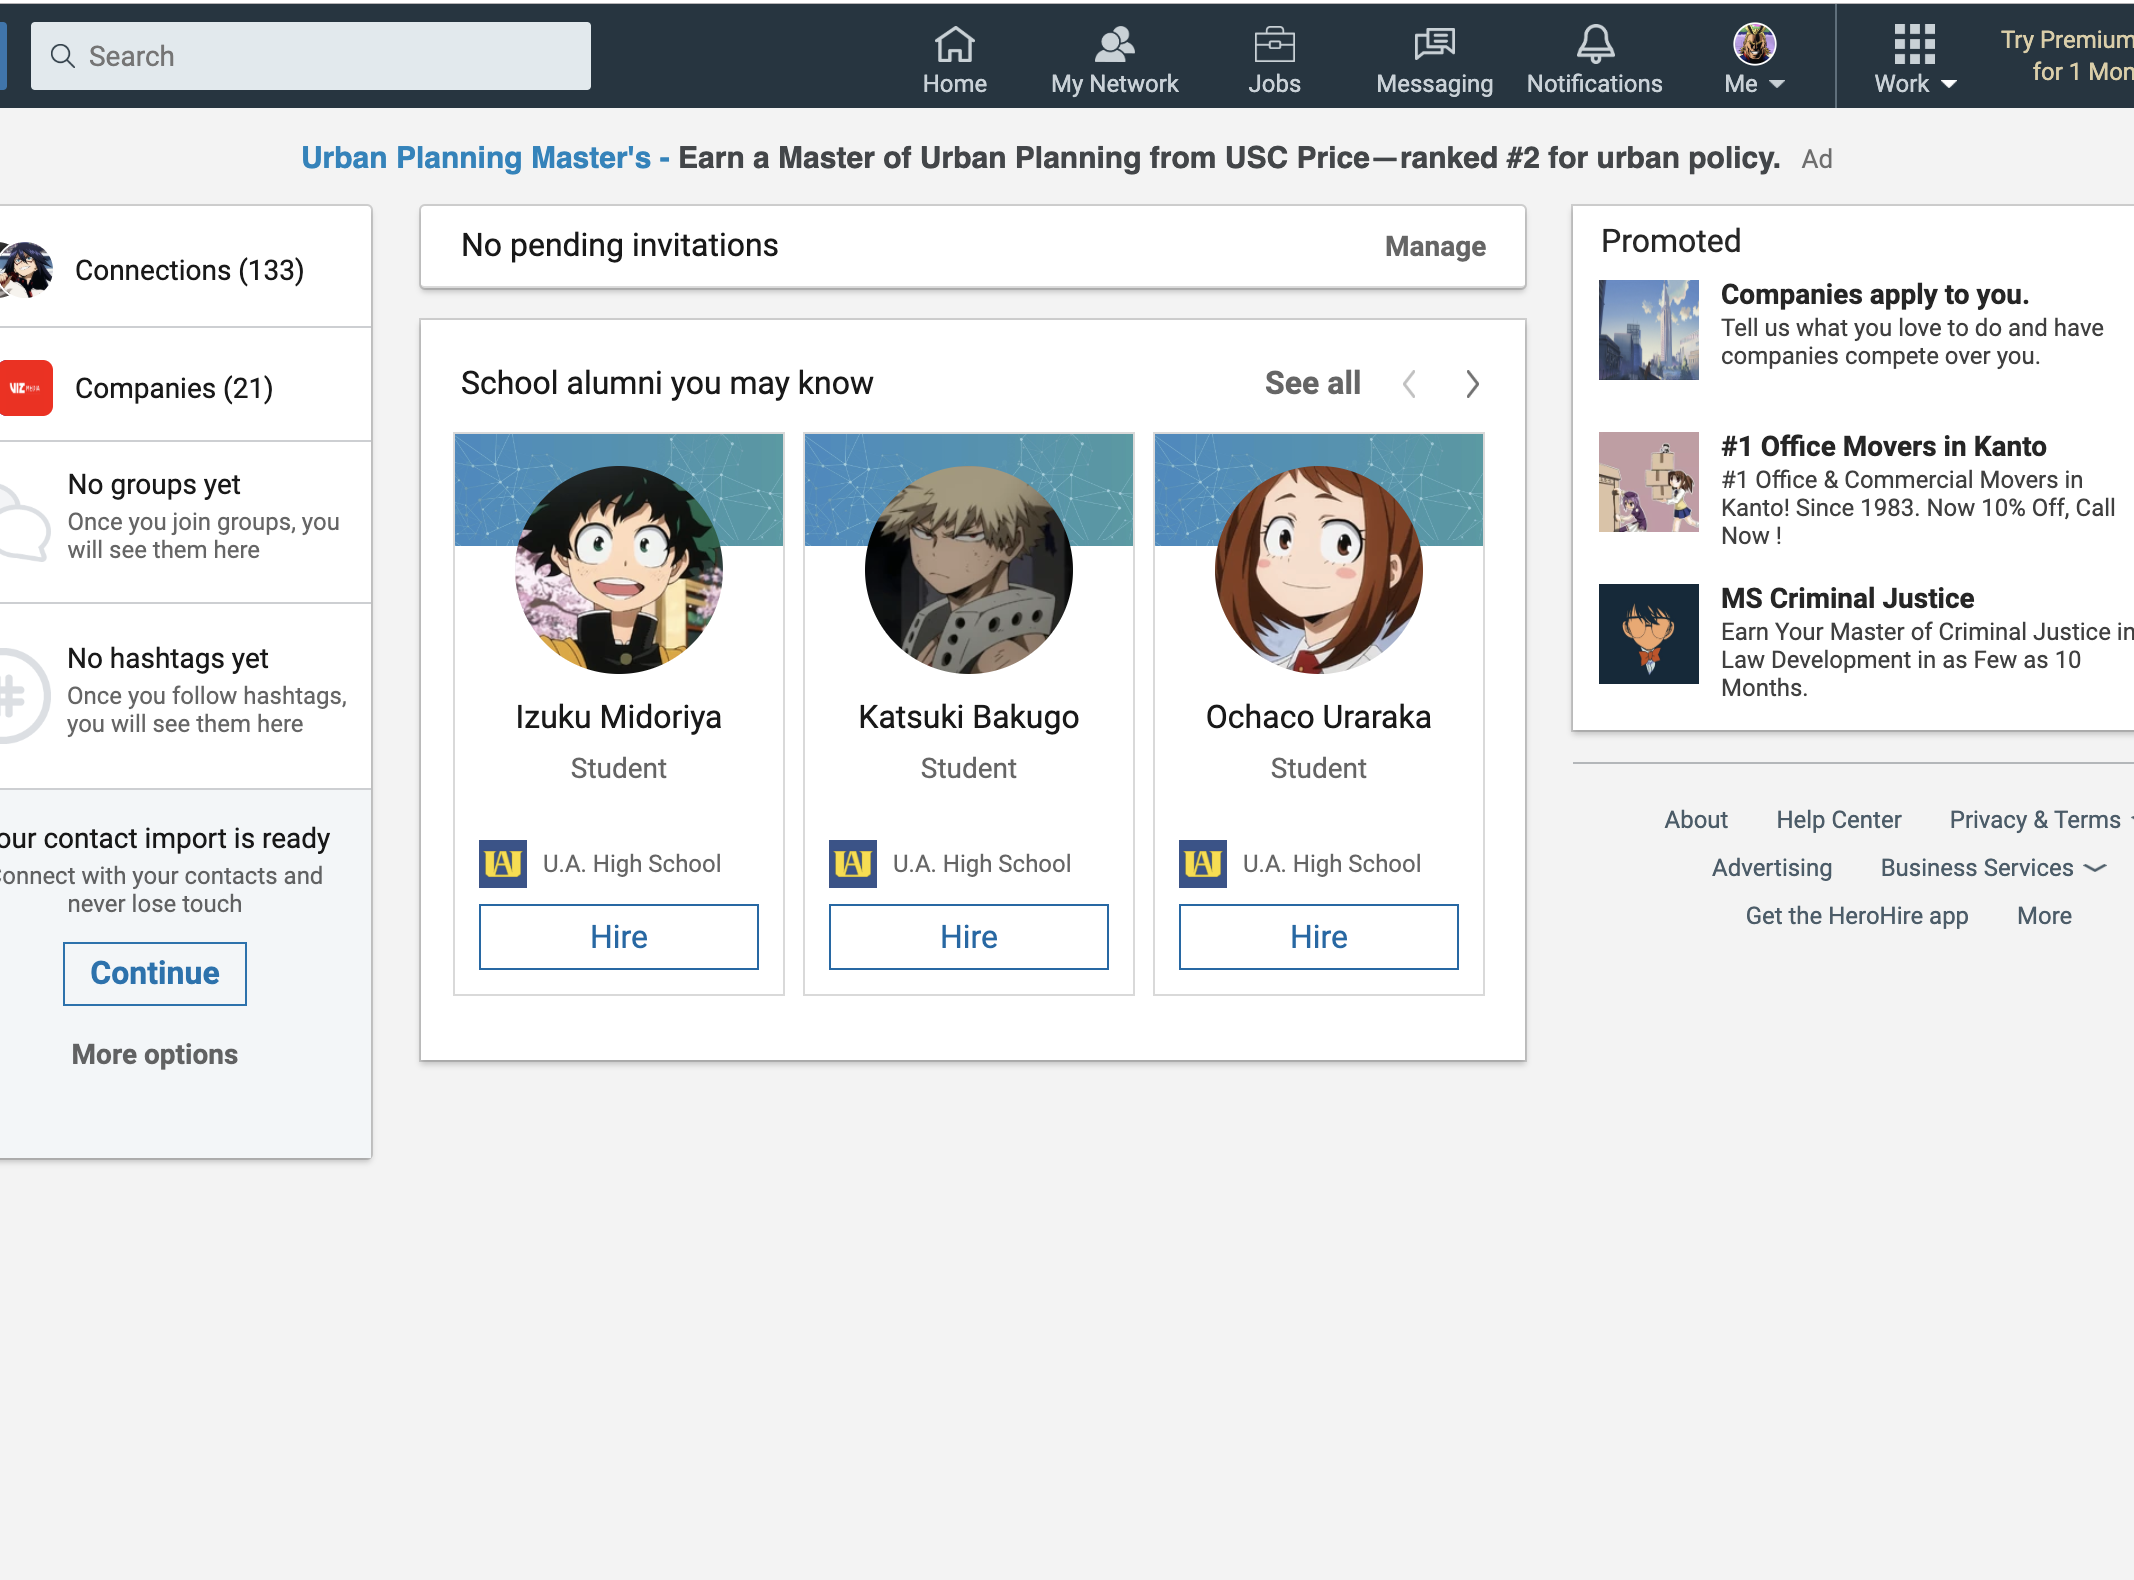 Search
Home
My Network
Jobs
Messaging
Notifications
Me
Work
Try Premium
for 1 Mon
Urban Planning Master's - Earn a Master of Urban Planning from USC Price—ranked #2 for urban policy. Ad
Connections (133)
VIZ
Companies (21)
No groups yet
Once you join groups, you
will see them here
#
No hashtags yet
Once you follow hashtags,
you will see them here
our contact import is ready
onnect with your contacts and
never lose touch
Continue
More options
No pending invitations
Manage
School alumni you may know
See all
Izuku Midoriya
Student
UA
U.A. High School
Hire
Katsuki Bakugo
Student
UA
U.A. High School
Hire
Ochaco Uraraka
Student
UA
U.A. High School
Hire
Promoted
Companies apply to you.
Tell us what you love to do and have
companies compete over you.
#1 Office Movers in Kanto
#1 Office & Commercial Movers in
Kanto! Since 1983. Now 10% Off, Call
Now !
MS Criminal Justice
Earn Your Master of Criminal Justice in
Law Development in as Few as 10
Months.
About
Help Center
Privacy & Terms
Advertising
Business Services
Get the HeroHire app
More